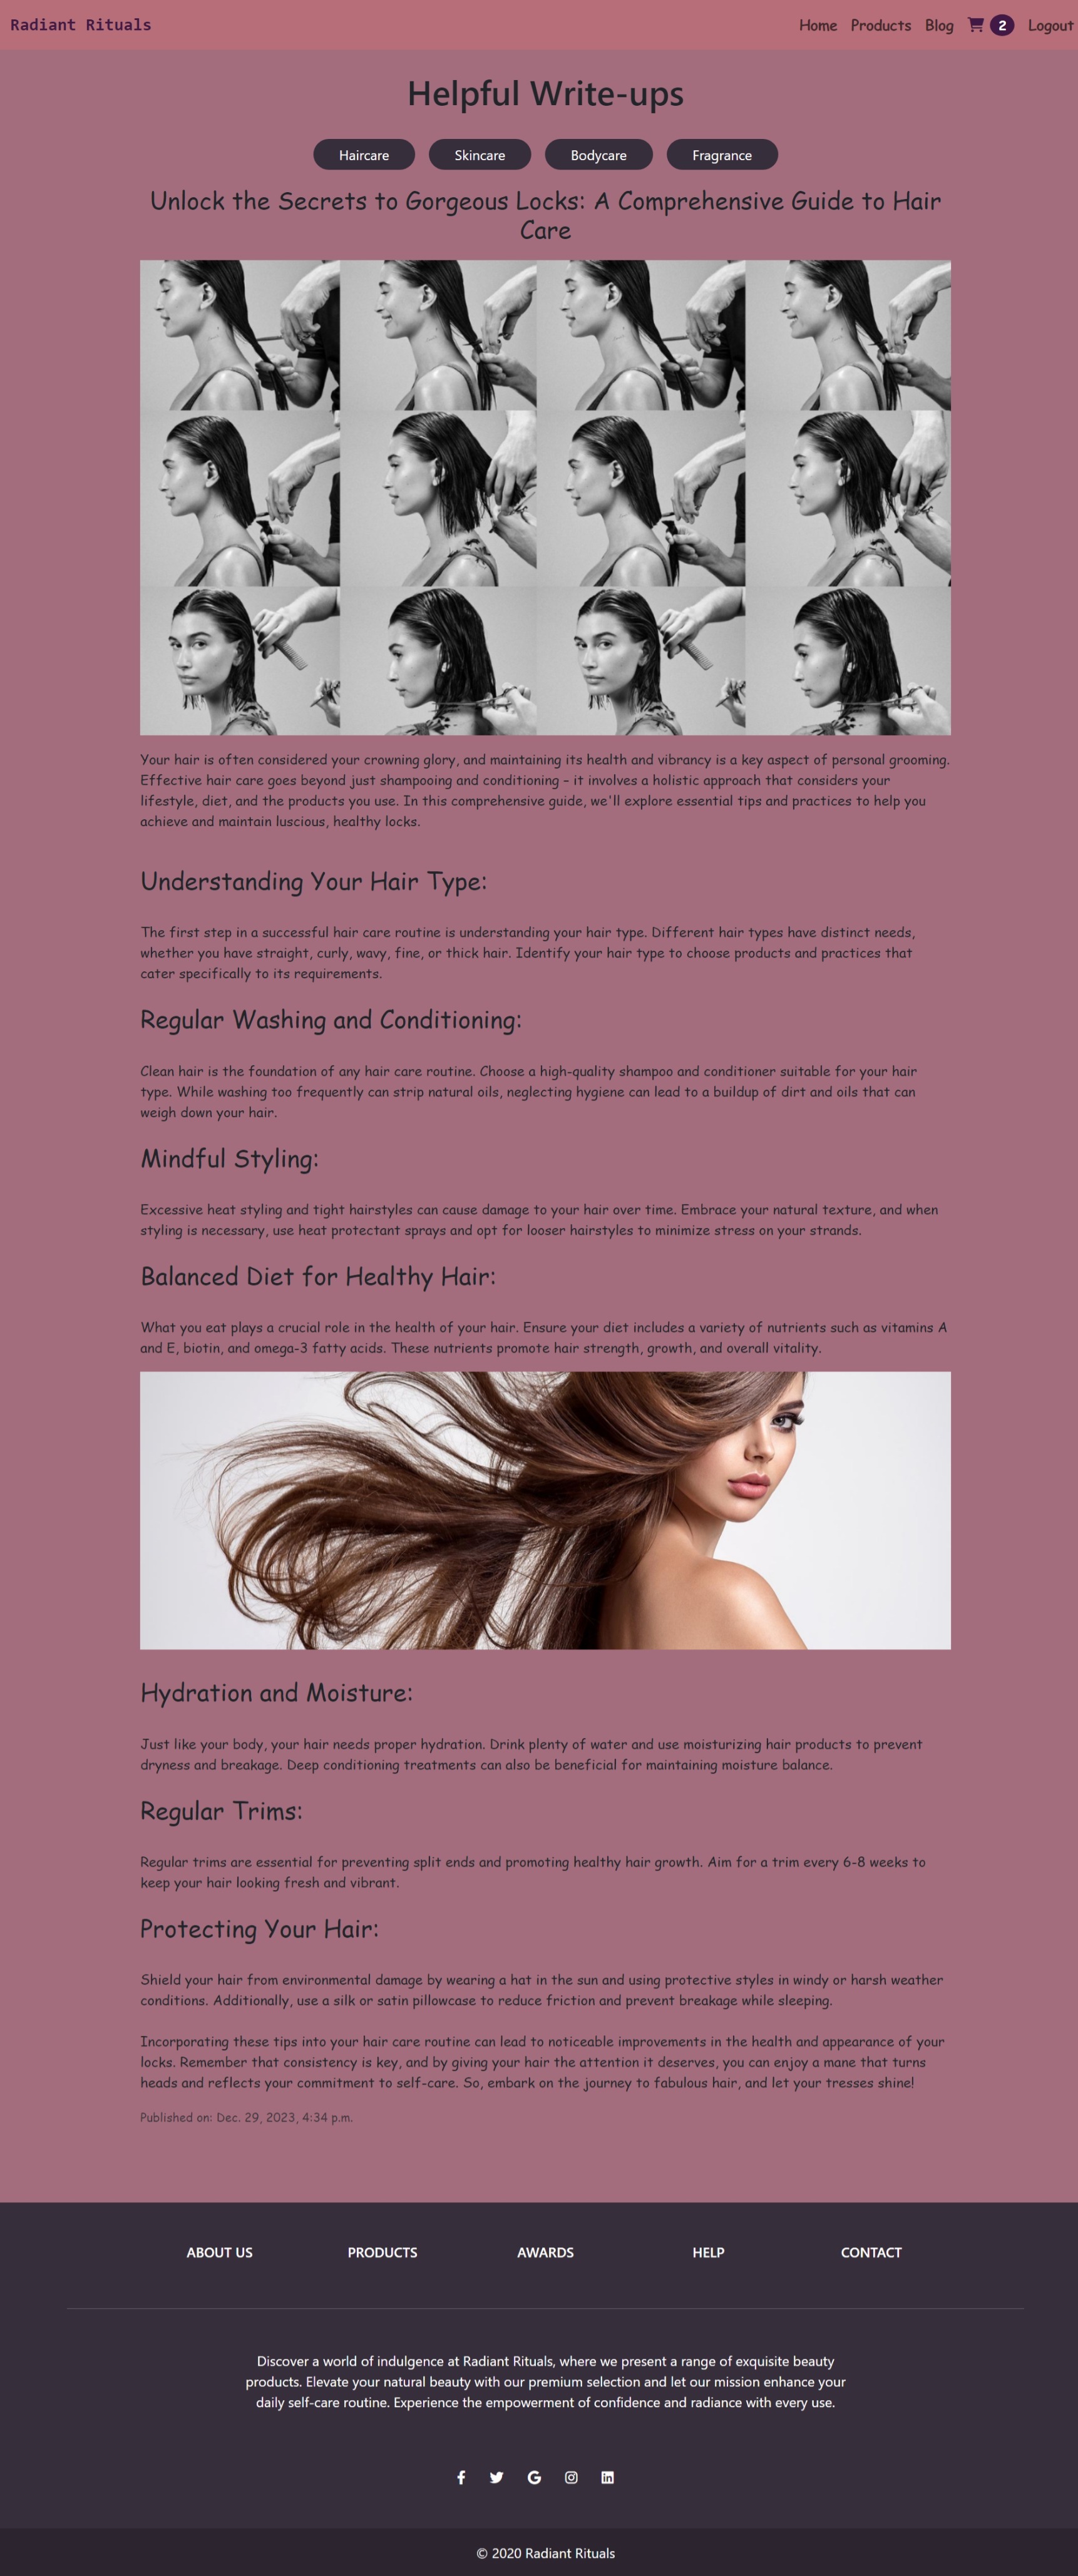 Radiant Rituals
Home Products Blog 2 Logout
Helpful Write-ups
Haircare Skincare Bodycare Fragrance
Unlock the Secrets to Gorgeous Locks: A Comprehensive Guide to Hair
Care
Your hair is often considered your crowning glory, and maintaining its health and vibrancy is a key aspect of personal grooming.
Effective hair care goes beyond just shampooing and conditioning – it involves a holistic approach that considers your
lifestyle, diet, and the products you use. In this comprehensive guide, we'll explore essential tips and practices to help you
achieve and maintain luscious, healthy locks.
Understanding Your Hair Type:
The first step in a successful hair care routine is understanding your hair type. Different hair types have distinct needs,
whether you have straight, curly, wavy, fine, or thick hair. Identify your hair type to choose products and practices that
cater specifically to its requirements.
Regular Washing and Conditioning:
Clean hair is the foundation of any hair care routine. Choose a high-quality shampoo and conditioner suitable for your hair
type. While washing too frequently can strip natural oils, neglecting hygiene can lead to a buildup of dirt and oils that can
weigh down your hair.
Mindful Styling:
Excessive heat styling and tight hairstyles can cause damage to your hair over time. Embrace your natural texture, and when
styling is necessary, use heat protectant sprays and opt for looser hairstyles to minimize stress on your strands.
Balanced Diet for Healthy Hair:
What you eat plays a crucial role in the health of your hair. Ensure your diet includes a variety of nutrients such as vitamins A
and E, biotin, and omega-3 fatty acids. These nutrients promote hair strength, growth, and overall vitality.
Hydration and Moisture:
Just like your body, your hair needs proper hydration. Drink plenty of water and use moisturizing hair products to prevent
dryness and breakage. Deep conditioning treatments can also be beneficial for maintaining moisture balance.
Regular Trims:
Regular trims are essential for preventing split ends and promoting healthy hair growth. Aim for a trim every 6-8 weeks to
keep your hair looking fresh and vibrant.
Protecting Your Hair:
Shield your hair from environmental damage by wearing a hat in the sun and using protective styles in windy or harsh weather
conditions. Additionally, use a silk or satin pillowcase to reduce friction and prevent breakage while sleeping.
Incorporating these tips into your hair care routine can lead to noticeable improvements in the health and appearance of your
locks. Remember that consistency is key, and by giving your hair the attention it deserves, you can enjoy a mane that turns
heads and reflects your commitment to self-care. So, embark on the journey to fabulous hair, and let your tresses shine!
Published on: Dec. 29, 2023, 4:34 p.m.
ABOUT US PRODUCTS AWARDS HELP CONTACT
Discover a world of indulgence at Radiant Rituals, where we present a range of exquisite beauty
products. Elevate your natural beauty with our premium selection and let our mission enhance your
daily self-care routine. Experience the empowerment of confidence and radiance with every use.
© 2020 Radiant Rituals